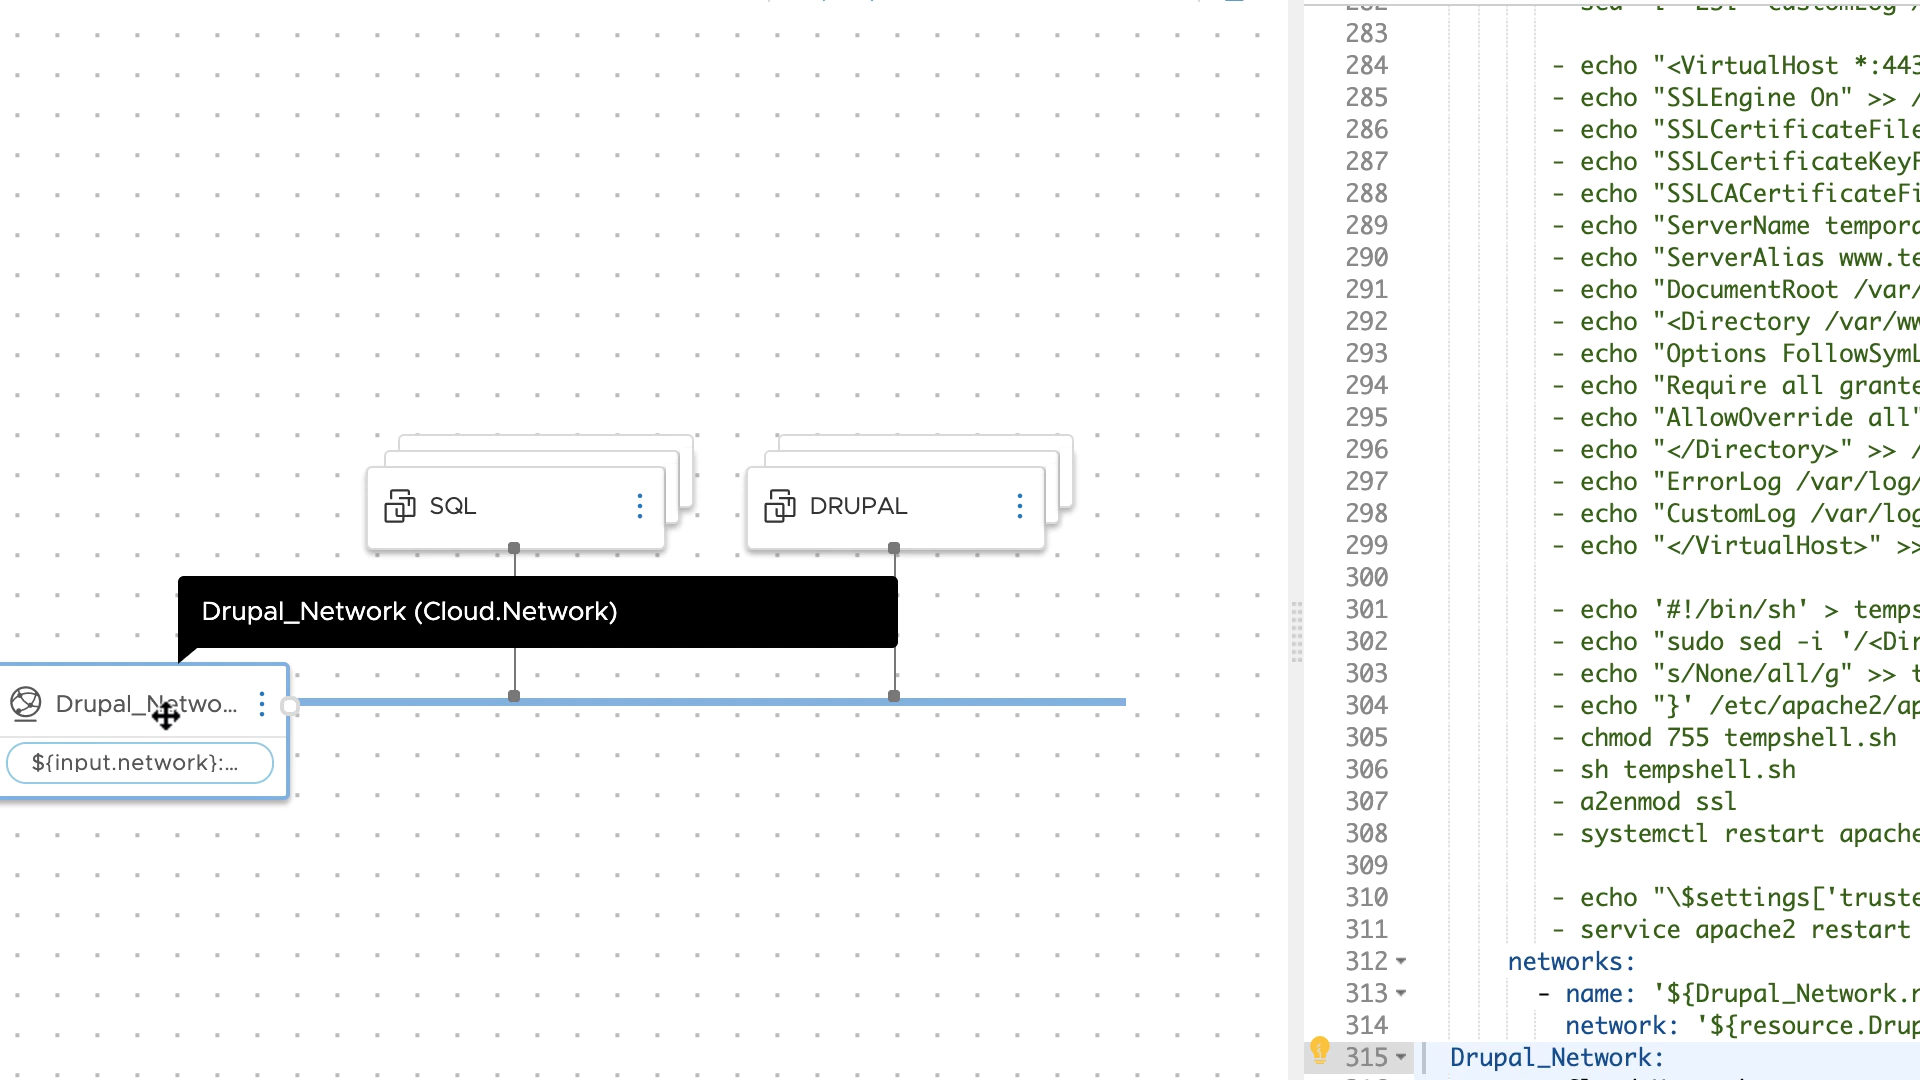 SQL
DRUPAL
Drupal_Network (Cloud.Network)
Drupal_Netwo...
${input.network}:...
283
284 - echo "<VirtualHost *:443
285 - echo "SSLEngine On" >> /
286 - echo "SSLCertificateFile
287 - echo "SSLCertificateKeyF
288 - echo "SSLCACertificateFi
289 - echo "ServerName tempora
290 - echo "ServerAlias www.te
291 - echo "DocumentRoot /var/
292 - echo "<Directory /var/ww
293 - echo "Options FollowSymL
294 - echo "Require all grante
295 - echo "AllowOverride all"
296 - echo "</Directory>" >> /
297 - echo "ErrorLog /var/log/
298 - echo "CustomLog /var/log
299 - echo "</VirtualHost>" >>
300
301 - echo '#!/bin/sh' > temps
302 - echo "sudo sed -i '/<Dir
303 - echo "s/None/all/g" >> t
304 - echo "}' /etc/apache2/ap
305 - chmod 755 tempshell.sh
306 - sh tempshell.sh
307 - a2enmod ssl
308 - systemctl restart apache
309
310 - echo "\$settings['truste
311 - service apache2 restart
312 networks:
313 - name: '${Drupal_Network.r
314 network: '${resource.Drup
315 Drupal_Network: